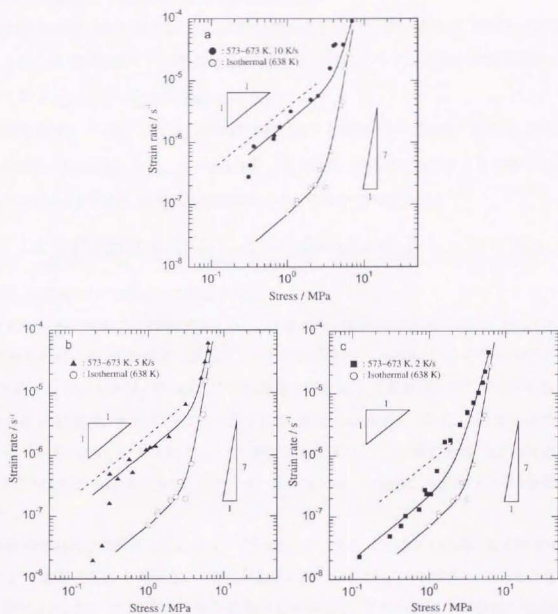 a
● : 573~673 K, 10 K/s
○ : Isothermal (638 K)
1
1
7
1
Strain rate / s⁻¹
10⁻⁴
10⁻⁵
10⁻⁶
10⁻⁷
10⁻⁸
10⁻¹
10⁰
10¹
Stress / MPa
b
▲ : 573~673 K, 5 K/s
○ : Isothermal (638 K)
1
1
7
1
Strain rate / s⁻¹
10⁻⁴
10⁻⁵
10⁻⁶
10⁻⁷
10⁻⁸
10⁻¹
10⁰
10¹
Stress / MPa
c
■ : 573~673 K, 2 K/s
○ : Isothermal (638 K)
1
1
7
1
Strain rate / s⁻¹
10⁻⁴
10⁻⁵
10⁻⁶
10⁻⁷
10⁻⁸
10⁻¹
10⁰
10¹
Stress / MPa